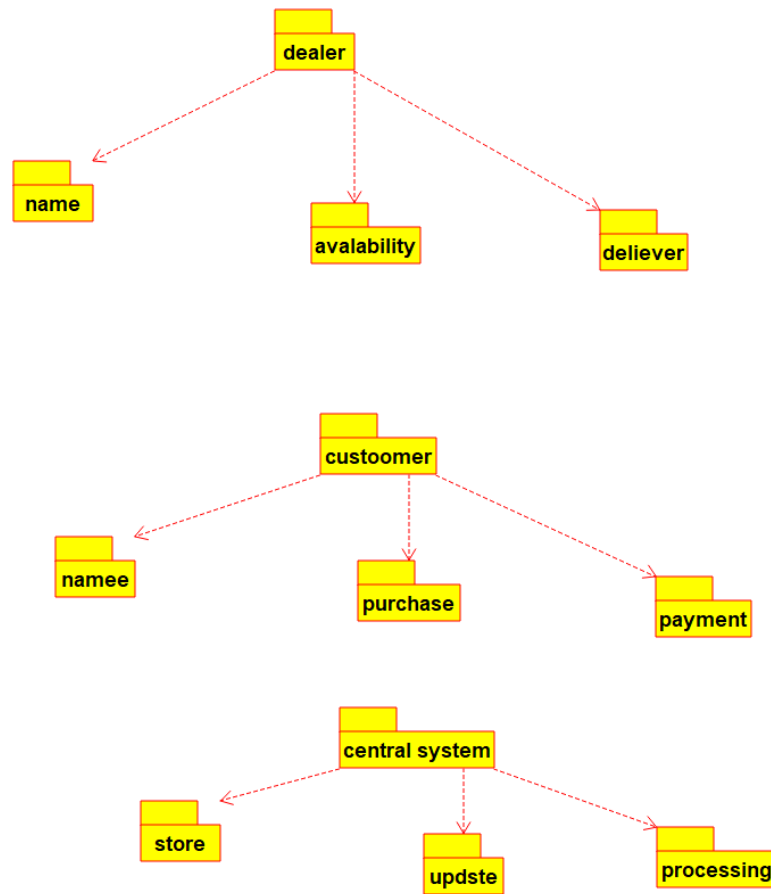 dealer
name
avalability
deliever
custoomer
namee
purchase
payment
central system
store
updste
processing